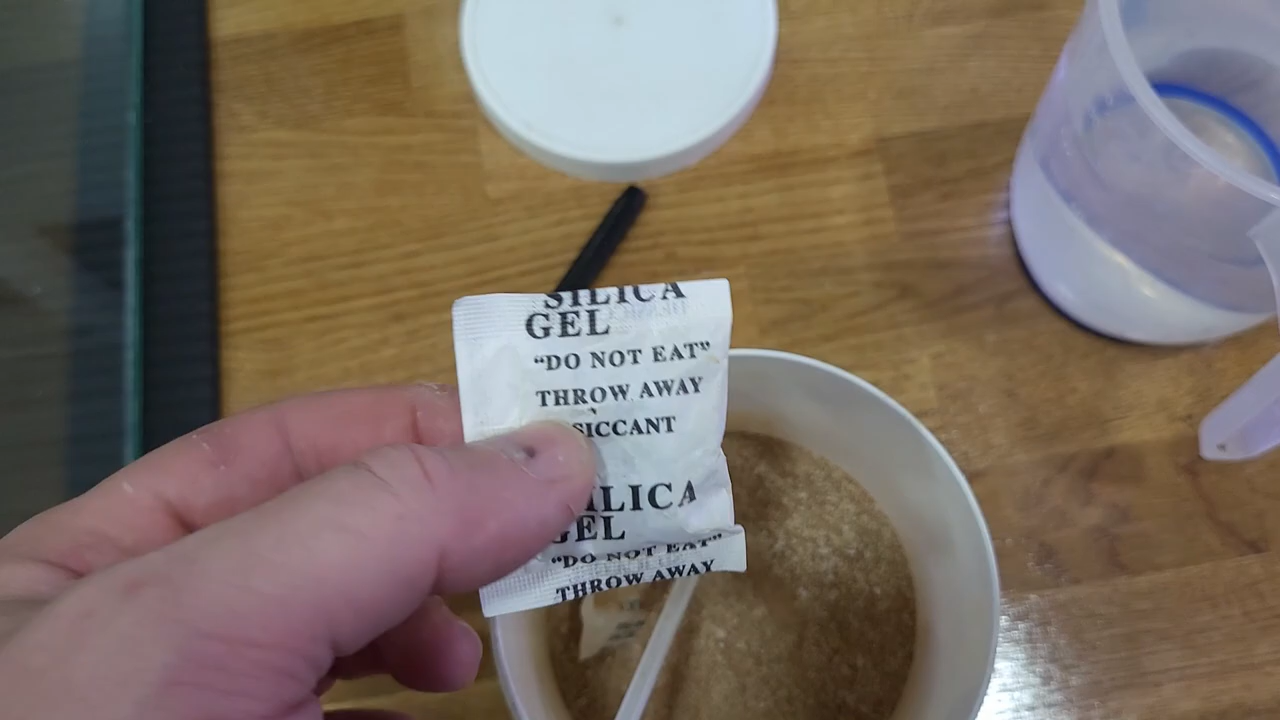 SILICA
GEL
“DO NOT EAT”
THROW AWAY
SICCANT
ILICA
GEL
“DO NOT EAT”
THROW AWAY